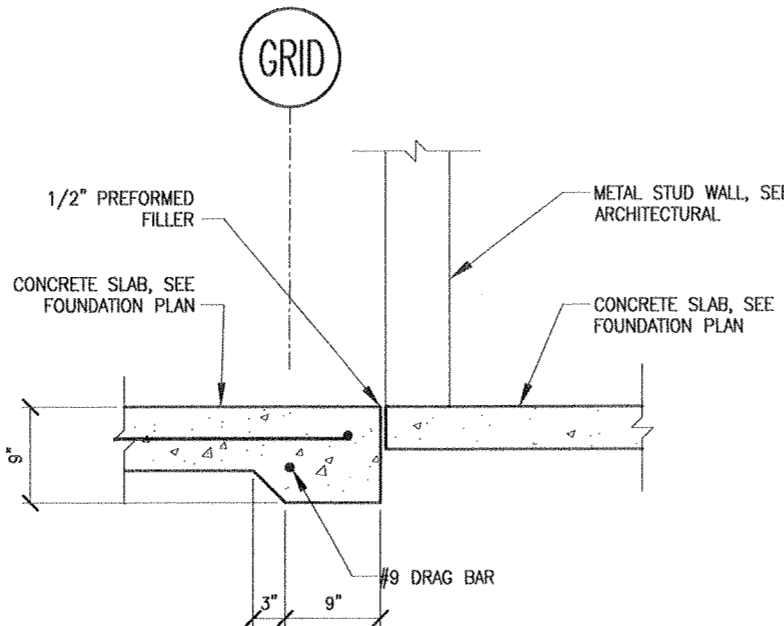 GRID
1/2" PREFORMED
FILLER
METAL STUD WALL, SEE
ARCHITECTURAL
CONCRETE SLAB, SEE
FOUNDATION PLAN
CONCRETE SLAB, SEE
FOUNDATION PLAN
9"
#9 DRAG BAR
3"
9"